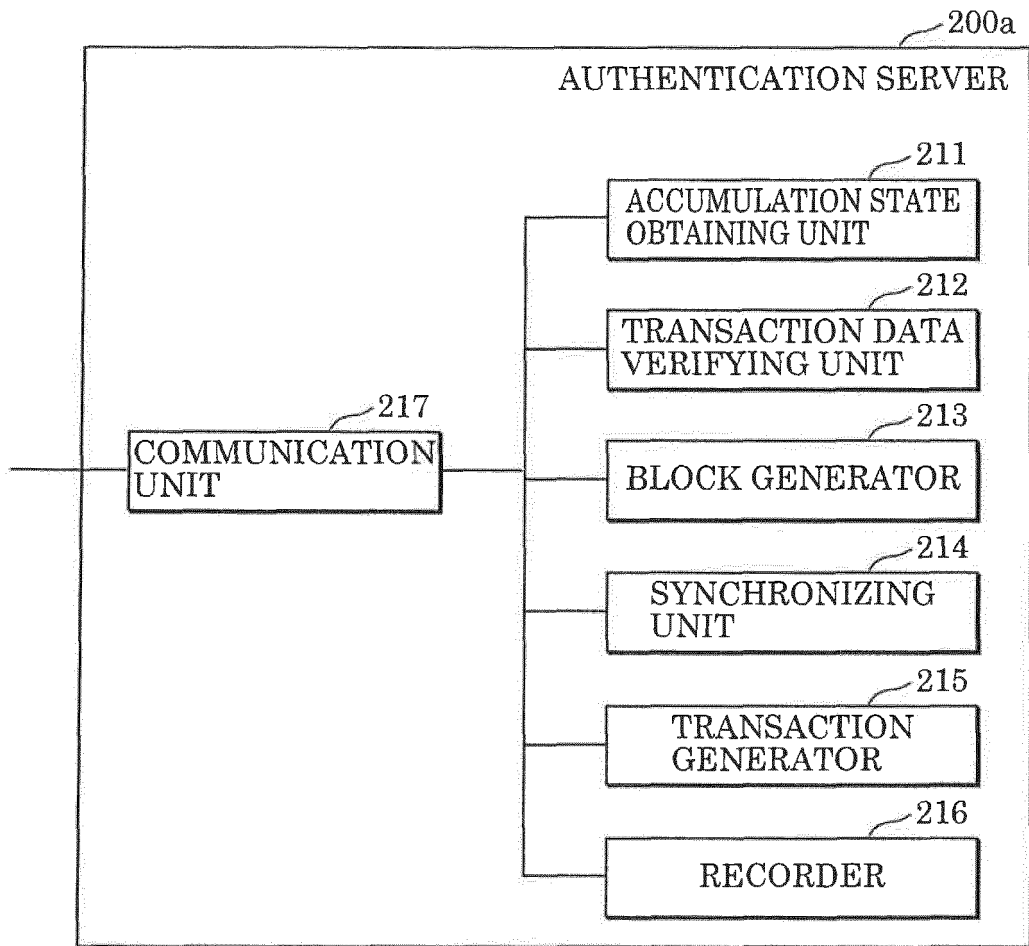 200a
AUTHENTICATION SERVER
211
ACCUMULATION STATE
OBTAINING UNIT
212
TRANSACTION DATA
VERIFYING UNIT
217
COMMUNICATION
UNIT
213
BLOCK GENERATOR
214
SYNCHRONIZING
UNIT
215
TRANSACTION
GENERATOR
216
RECORDER